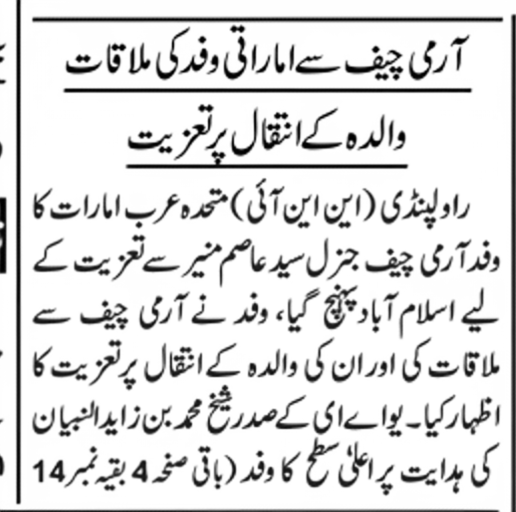 آرمی چیف سے اماراتی وفد کی ملاقات
والدہ کے انتقال پر تعزیت
راولپنڈی (این این آئی) متحدہ عرب امارات کا
وفد آرمی چیف جنرل سید عاصم منیر سے تعزیت کے
لیے اسلام آباد پہنچ گیا، وفد نے آرمی چیف سے
ملاقات کی اور ان کی والدہ کے انتقال پر تعزیت کا
اظہار کیا۔ یو اے ای کے صدر شیخ محمد بن زاید النہیان
کی ہدایت پر اعلیٰ سطح کا وفد (باقی صفحہ 4 بقیہ نمبر 14